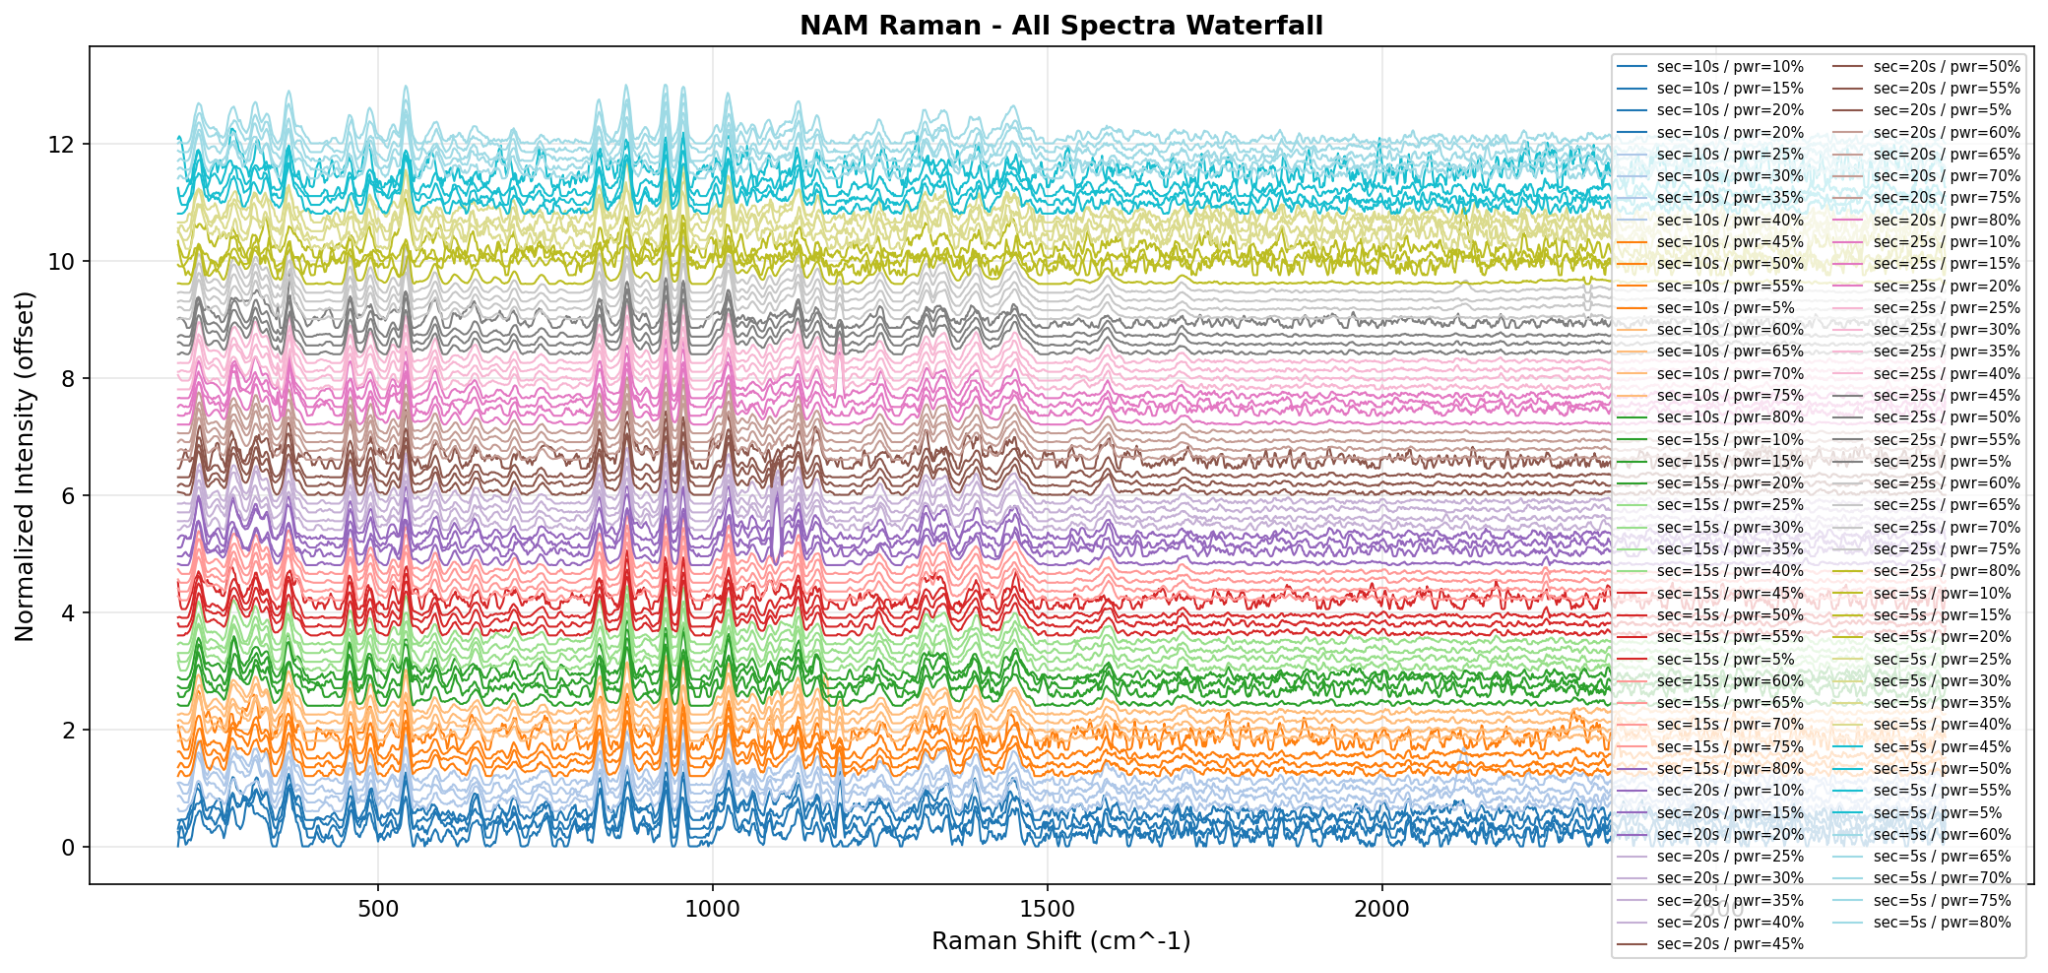 NAM Raman - All Spectra Waterfall
Normalized Intensity (offset)
12
10
8
6
4
2
0
500
1000
1500
2000
2500
Raman Shift (cm^-1)
sec=10s / pwr=10%
sec=10s / pwr=15%
sec=10s / pwr=20%
sec=10s / pwr=20%
sec=10s / pwr=25%
sec=10s / pwr=30%
sec=10s / pwr=35%
sec=10s / pwr=40%
sec=10s / pwr=45%
sec=10s / pwr=50%
sec=10s / pwr=55%
sec=10s / pwr=5%
sec=10s / pwr=60%
sec=10s / pwr=65%
sec=10s / pwr=70%
sec=10s / pwr=75%
sec=10s / pwr=80%
sec=15s / pwr=10%
sec=15s / pwr=15%
sec=15s / pwr=20%
sec=15s / pwr=25%
sec=15s / pwr=30%
sec=15s / pwr=35%
sec=15s / pwr=40%
sec=15s / pwr=45%
sec=15s / pwr=50%
sec=15s / pwr=55%
sec=15s / pwr=5%
sec=15s / pwr=60%
sec=15s / pwr=65%
sec=15s / pwr=70%
sec=15s / pwr=75%
sec=15s / pwr=80%
sec=20s / pwr=10%
sec=20s / pwr=15%
sec=20s / pwr=20%
sec=20s / pwr=25%
sec=20s / pwr=30%
sec=20s / pwr=35%
sec=20s / pwr=40%
sec=20s / pwr=45%
sec=20s / pwr=50%
sec=20s / pwr=55%
sec=20s / pwr=5%
sec=20s / pwr=60%
sec=20s / pwr=65%
sec=20s / pwr=70%
sec=20s / pwr=75%
sec=20s / pwr=80%
sec=25s / pwr=10%
sec=25s / pwr=15%
sec=25s / pwr=20%
sec=25s / pwr=25%
sec=25s / pwr=30%
sec=25s / pwr=35%
sec=25s / pwr=40%
sec=25s / pwr=45%
sec=25s / pwr=50%
sec=25s / pwr=55%
sec=25s / pwr=5%
sec=25s / pwr=60%
sec=25s / pwr=65%
sec=25s / pwr=70%
sec=25s / pwr=75%
sec=25s / pwr=80%
sec=5s / pwr=10%
sec=5s / pwr=15%
sec=5s / pwr=20%
sec=5s / pwr=25%
sec=5s / pwr=30%
sec=5s / pwr=35%
sec=5s / pwr=40%
sec=5s / pwr=45%
sec=5s / pwr=50%
sec=5s / pwr=55%
sec=5s / pwr=5%
sec=5s / pwr=60%
sec=5s / pwr=65%
sec=5s / pwr=70%
sec=5s / pwr=75%
sec=5s / pwr=80%